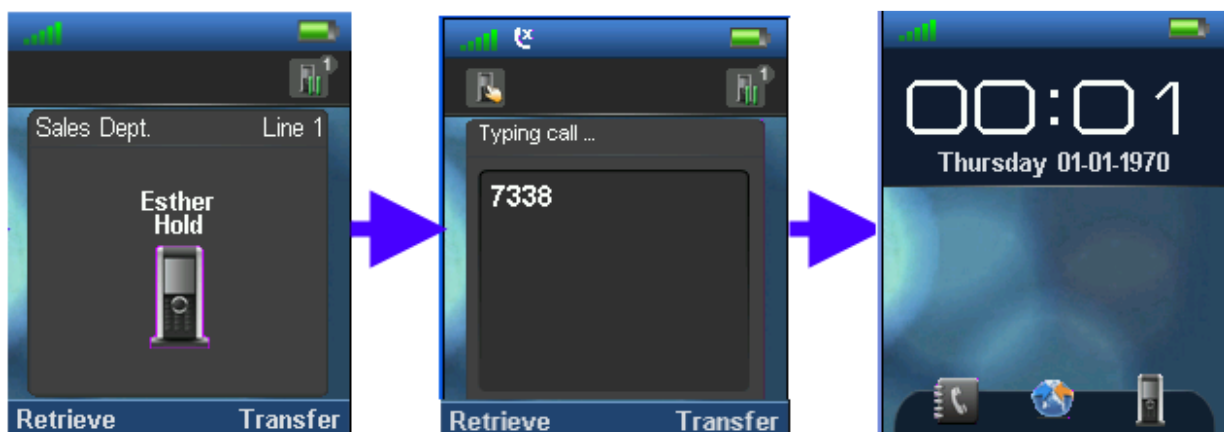 1
Sales Dept. Line 1
Esther
Hold
Retrieve Transfer
x
1
Typing call ...
7338
Retrieve Transfer
00:01
Thursday 01-01-1970